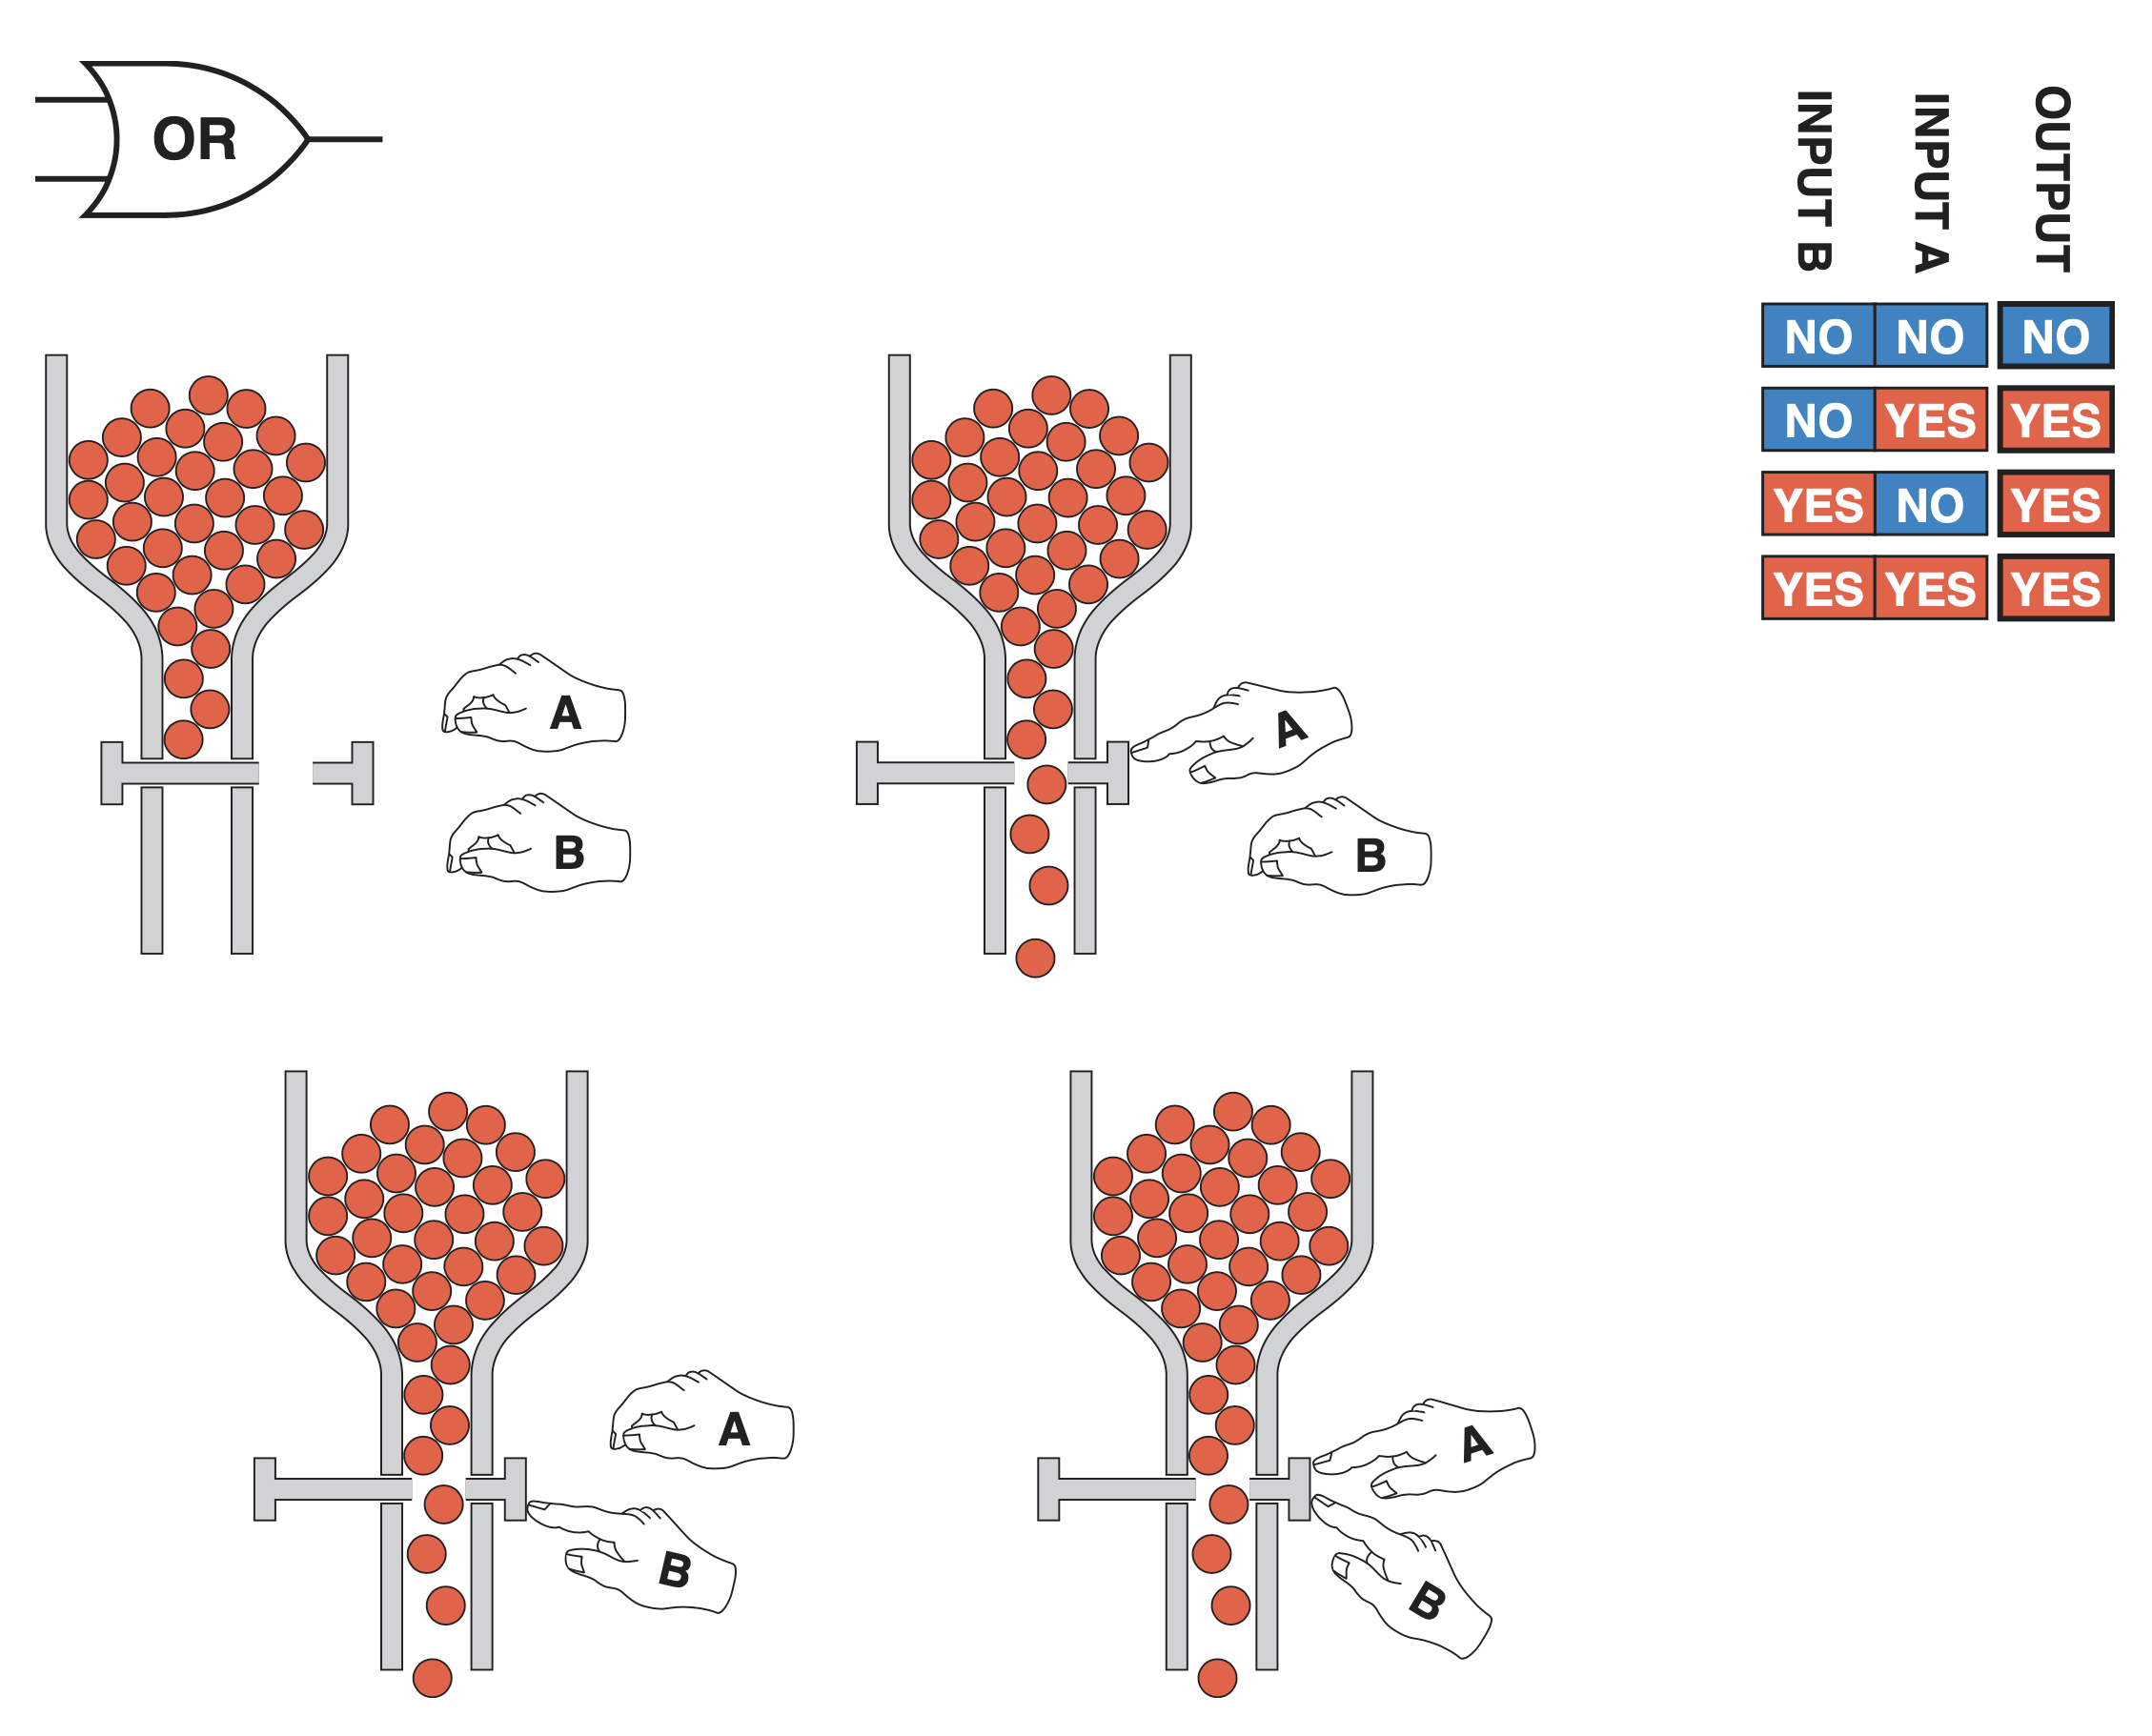 OR
INPUT B
INPUT A
OUTPUT
NO NO NO
NO YES YES
YES NO YES
YES YES YES
A
B
A
B
A
B
A
B